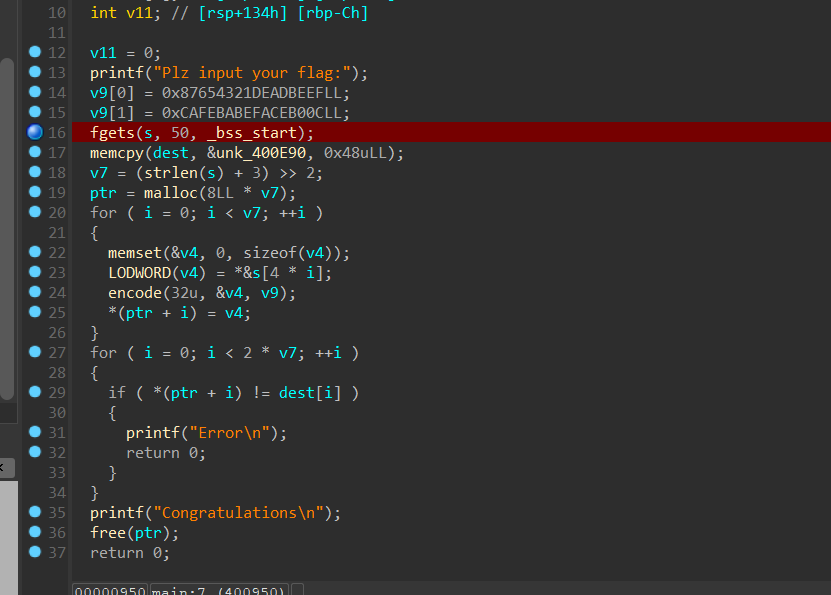 10 int v11; // [rsp+134h] [rbp-Ch]
11
12 v11 = 0;
13 printf("Plz input your flag:");
14 v9[0] = 0x87654321DEADBEEFLL;
15 v9[1] = 0xCAFEBABEFACEB00CLL;
16 fgets(s, 50, _bss_start);
17 memcpy(dest, &unk_400E90, 0x48uLL);
18 v7 = (strlen(s) + 3) >> 2;
19 ptr = malloc(8LL * v7);
20 for ( i = 0; i < v7; ++i )
21 {
22 memset(&v4, 0, sizeof(v4));
23 LODWORD(v4) = *&s[4 * i];
24 encode(32u, &v4, v9);
25 *(ptr + i) = v4;
26 }
27 for ( i = 0; i < 2 * v7; ++i )
28 {
29 if ( *(ptr + i) != dest[i] )
30 {
31 printf("Error\n");
32 return 0;
33 }
34 }
35 printf("Congratulations\n");
36 free(ptr);
37 return 0;
00000950 main:7 (400950)